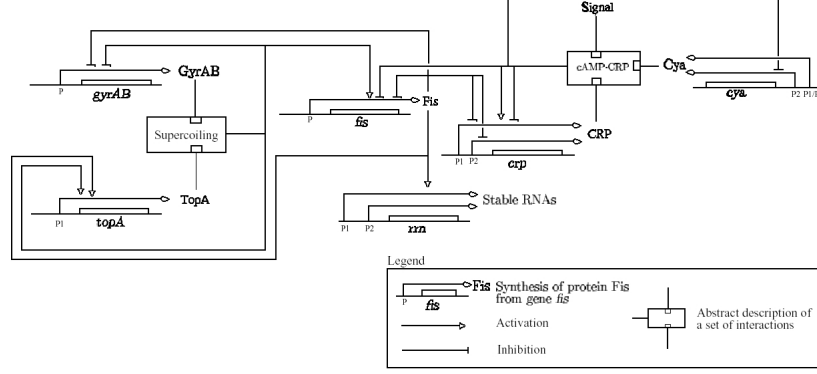 Signal
GyrAB
P
gyrAB
cAMP-CRP
Cya
cya
P2 P1/
Fis
P
fis
Supercoiling
CRP
P1 P2
crp
TopA
P1
topA
Stable RNAs
P1 P2
rrn
Legend
Fis Synthesis of protein Fis
from gene fis
P
fis
Activation
Inhibition
Abstract description of
a set of interactions